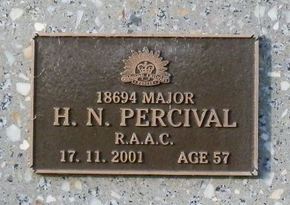 18694 MAJOR
H. N. PERCIVAL
R.A.A.C.
17. 11. 2001 AGE 57